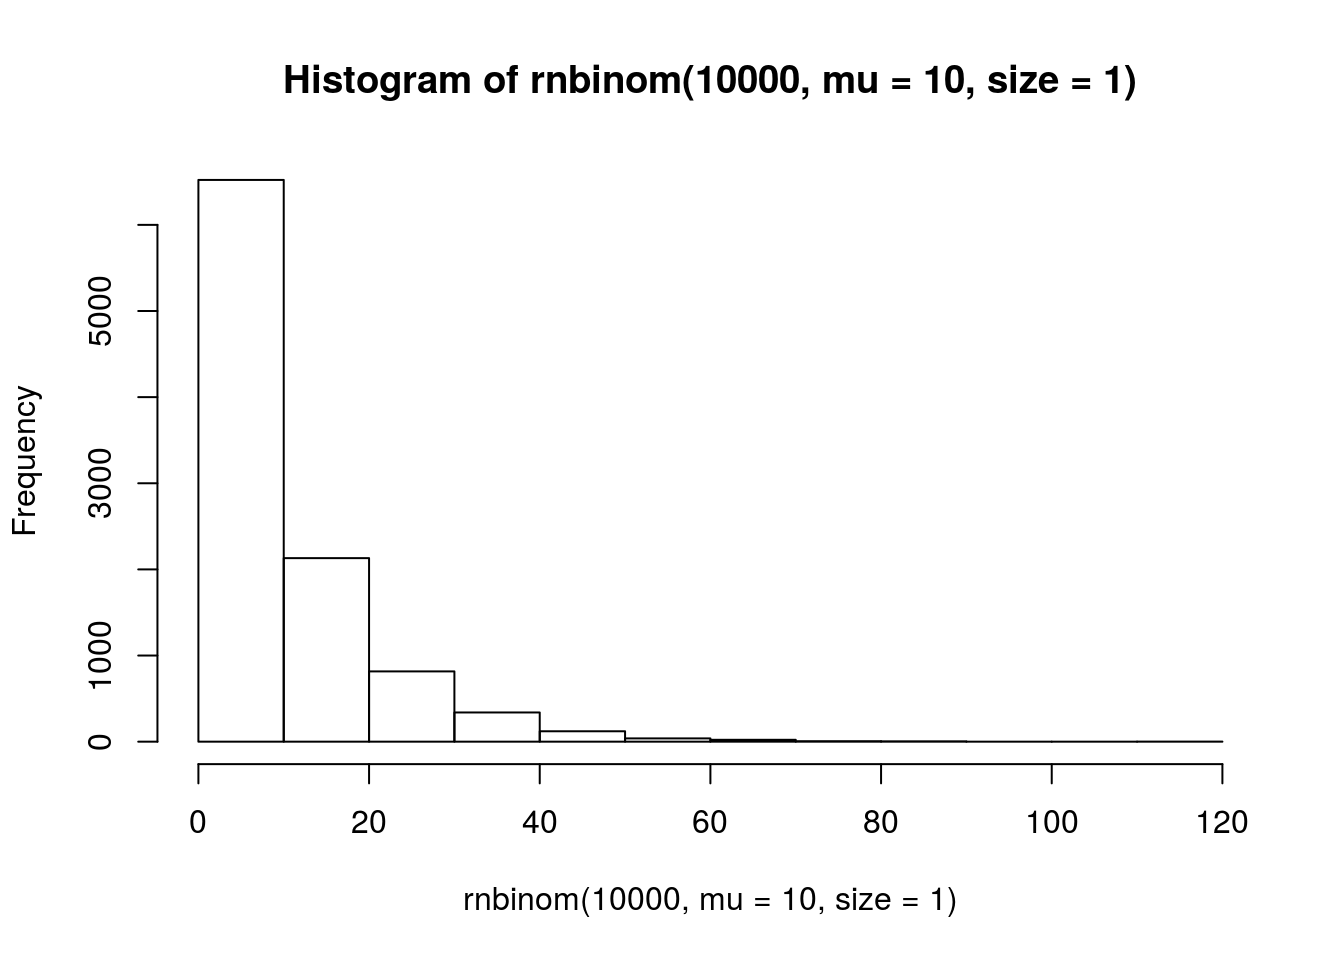 Histogram of rnbinom(10000, mu = 10, size = 1)
Frequency
5000
3000
1000
0
0 20 40 60 80 100 120
rnbinom(10000, mu = 10, size = 1)